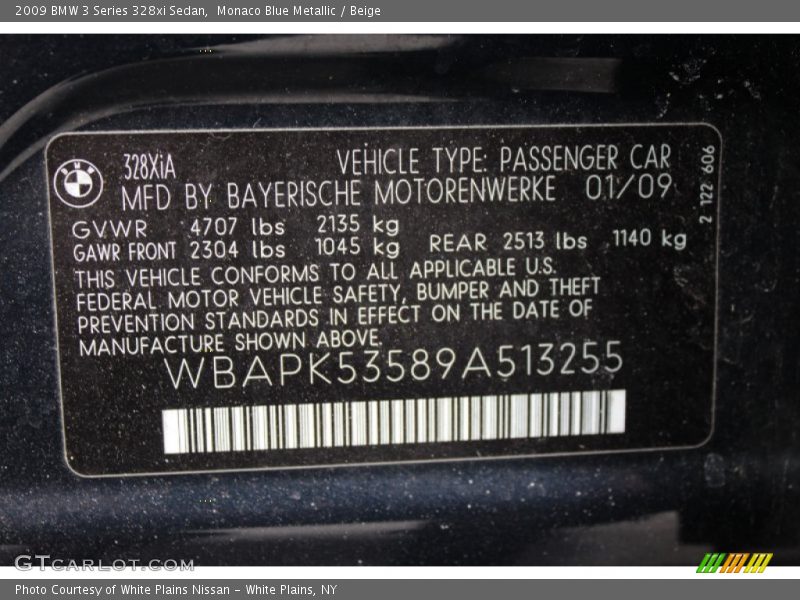 2009 BMW 3 Series 328xi Sedan,  Monaco Blue Metallic / Beige
BMW
328XiA VEHICLE TYPE: PASSENGER CAR
MFD BY BAYERISCHE MOTORENWERKE 01/09
2 122 606
GVWR 4707 lbs 2135 kg
GAWR FRONT 2304 lbs 1045 kg REAR 2513 lbs 1140 kg
THIS VEHICLE CONFORMS TO ALL APPLICABLE U.S.
FEDERAL MOTOR VEHICLE SAFETY, BUMPER AND THEFT
PREVENTION STANDARDS IN EFFECT ON THE DATE OF
MANUFACTURE SHOWN ABOVE.
WBAPK53589A513255
GTCARLOT.COM
Photo Courtesy of White Plains Nissan - White Plains, NY